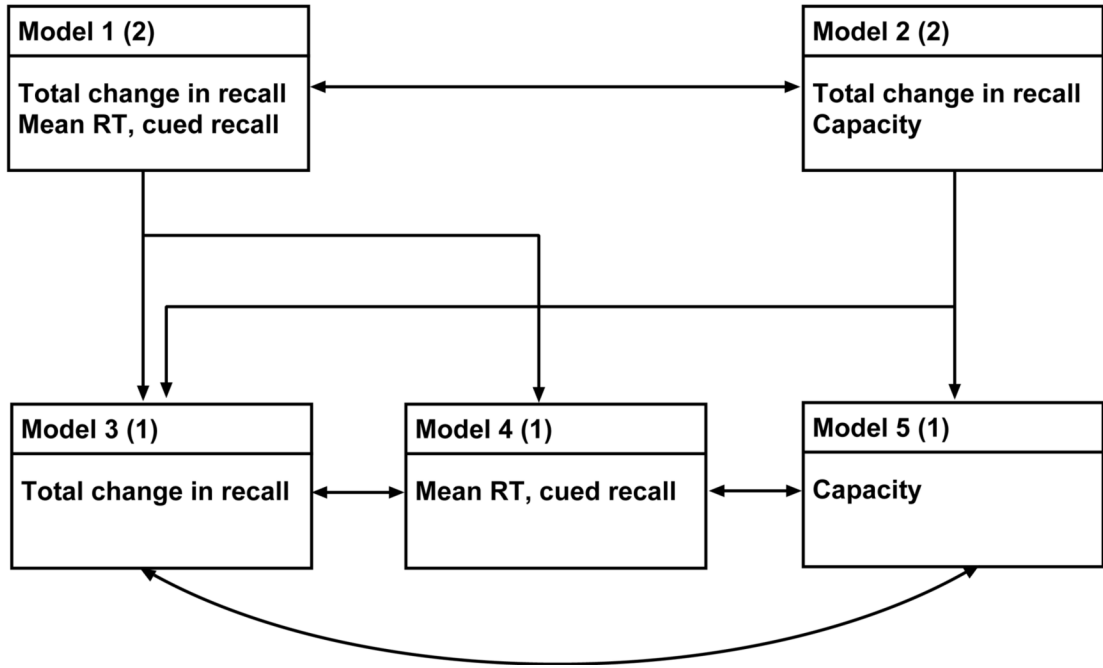 Model 1 (2)
Total change in recall
Mean RT, cued recall
Model 2 (2)
Total change in recall
Capacity
Model 3 (1)
Total change in recall
Model 4 (1)
Mean RT, cued recall
Model 5 (1)
Capacity